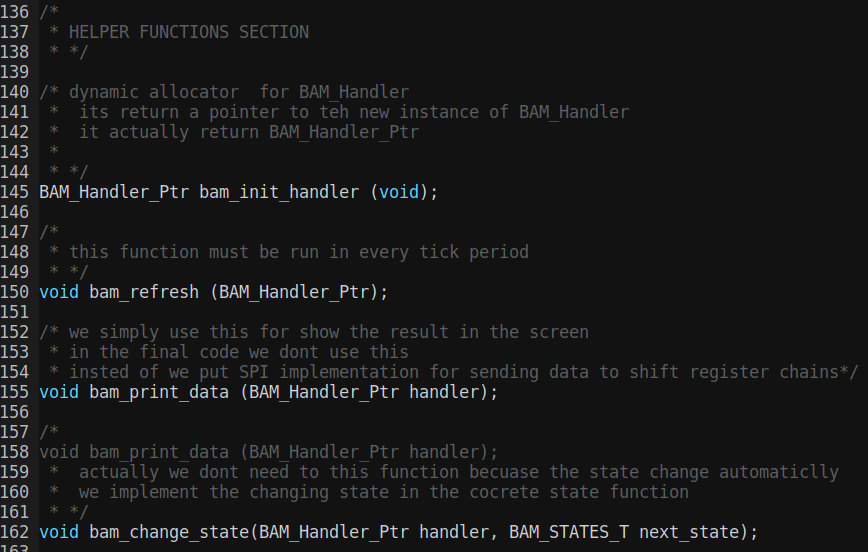 136 /*
137  * HELPER FUNCTIONS SECTION
138  * */
139
140 /* dynamic allocator  for BAM_Handler
141  *  its return a pointer to teh new instance of BAM_Handler
142  *  it actually return BAM_Handler_Ptr
143  *
144  * */
145 BAM_Handler_Ptr bam_init_handler (void);
146
147 /*
148  * this function must be run in every tick period
149  * */
150 void bam_refresh (BAM_Handler_Ptr);
151
152 /* we simply use this for show the result in the screen
153  * in the final code we dont use this
154  * insted of we put SPI implementation for sending data to shift register chains*/
155 void bam_print_data (BAM_Handler_Ptr handler);
156
157 /*
158 void bam_print_data (BAM_Handler_Ptr handler);
159  *  actually we dont need to this function becuase the state change automaticlly
160  *  we implement the changing state in the cocrete state function
161  * */
162 void bam_change_state(BAM_Handler_Ptr handler, BAM_STATES_T next_state);
163